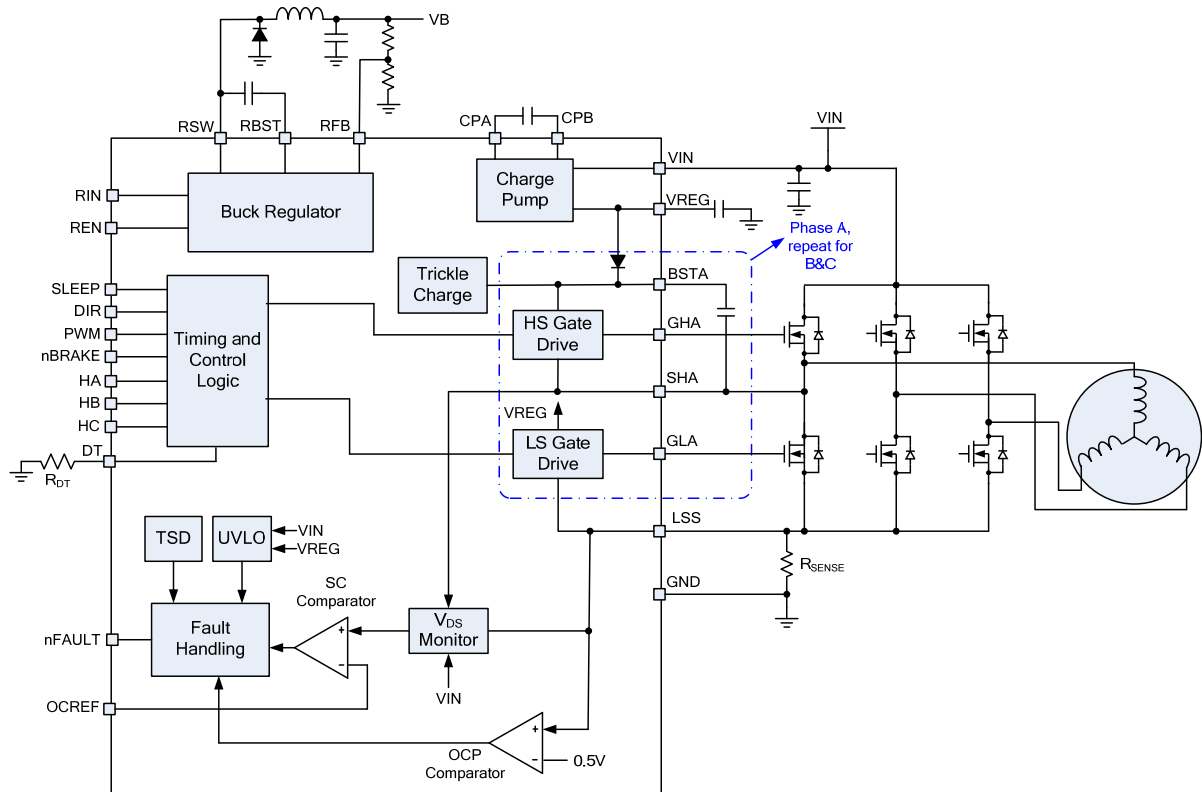 VB
RSW
RBST
RFB
CPA
CPB
VIN
RIN
REN
Buck Regulator
Charge
Pump
VIN
VREG
Phase A,
repeat for
B&C
Trickle
Charge
BSTA
SLEEP
DIR
PWM
nBRAKE
HA
HB
HC
DT
Timing and
Control
Logic
HS Gate
Drive
GHA
SHA
VREG
LS Gate
Drive
GLA
RDT
LSS
TSD
UVLO
VIN
VREG
RSENSE
GND
SC
Comparator
+
−
Fault
Handling
nFAULT
VDS
Monitor
VIN
OCREF
OCP
Comparator
+
−
0.5V